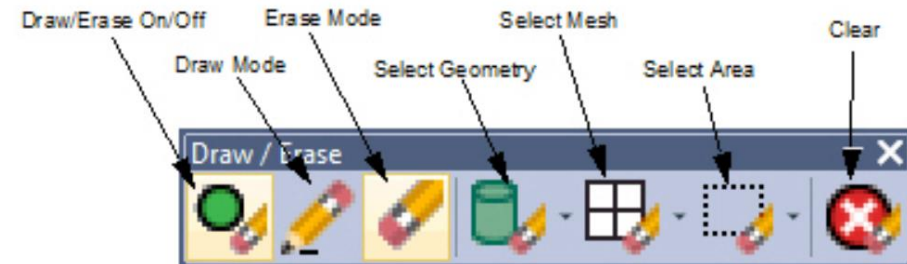 Draw/Erase On/Off
Erase Mode
Select Mesh
Clear
Draw Mode
Select Geometry
Select Area
Draw / Erase